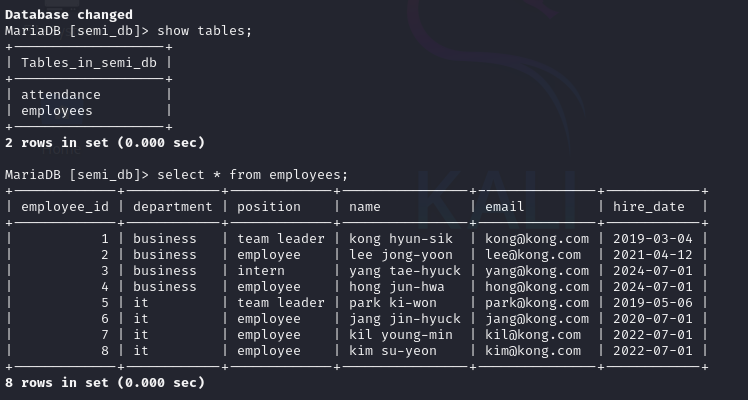 Database changed
MariaDB [semi_db]> show tables;
+-------------------+
| Tables_in_semi_db |
+-------------------+
| attendance        |
| employees         |
+-------------------+
2 rows in set (0.000 sec)
MariaDB [semi_db]> select * from employees;
+-------------+------------+-------------+----------------+---------------+------------+
| employee_id | department | position    | name           | email         | hire_date  |
+-------------+------------+-------------+----------------+---------------+------------+
|           1 | business   | team leader | kong hyun-sik  | kong@kong.com | 2019-03-04 |
|           2 | business   | employee    | lee jong-yoon  | lee@kong.com  | 2021-04-12 |
|           3 | business   | intern      | yang tae-hyuck | yang@kong.com | 2024-07-01 |
|           4 | business   | employee    | hong jun-hwa   | hong@kong.com | 2024-07-01 |
|           5 | it         | team leader | park ki-won    | park@kong.com | 2019-05-06 |
|           6 | it         | employee    | jang jin-hyuck | jang@kong.com | 2020-07-01 |
|           7 | it         | employee    | kil young-min  | kil@kong.com  | 2022-07-01 |
|           8 | it         | employee    | kim su-yeon    | kim@kong.com  | 2022-07-01 |
+-------------+------------+-------------+----------------+---------------+------------+
8 rows in set (0.000 sec)
KALI